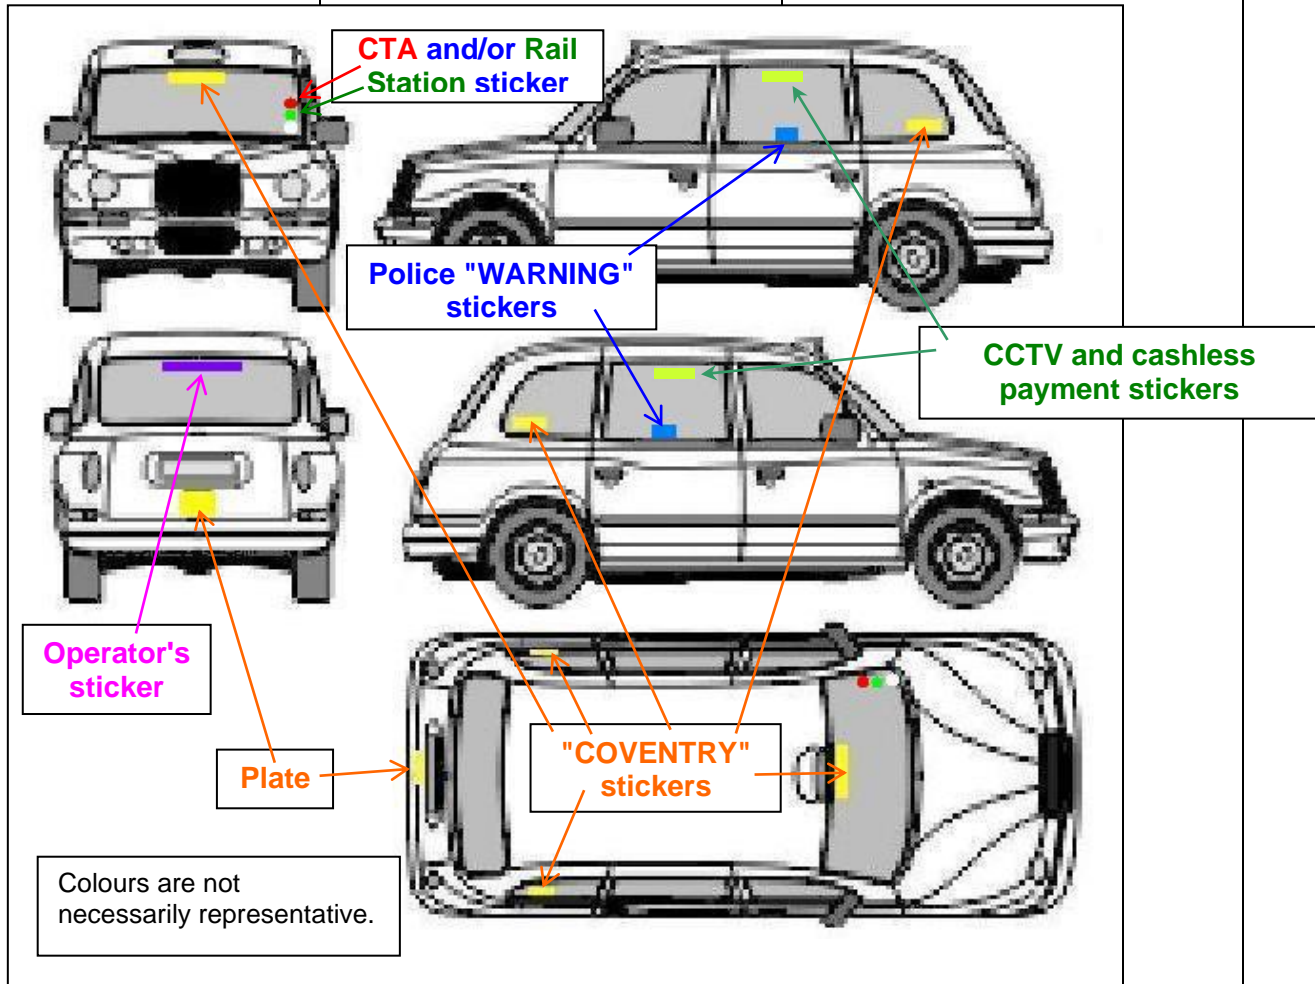 CTA and/or Rail
Station sticker
Police "WARNING"
stickers
CCTV and cashless
payment stickers
Operator's
sticker
Plate
"COVENTRY"
stickers
Colours are not
necessarily representative.